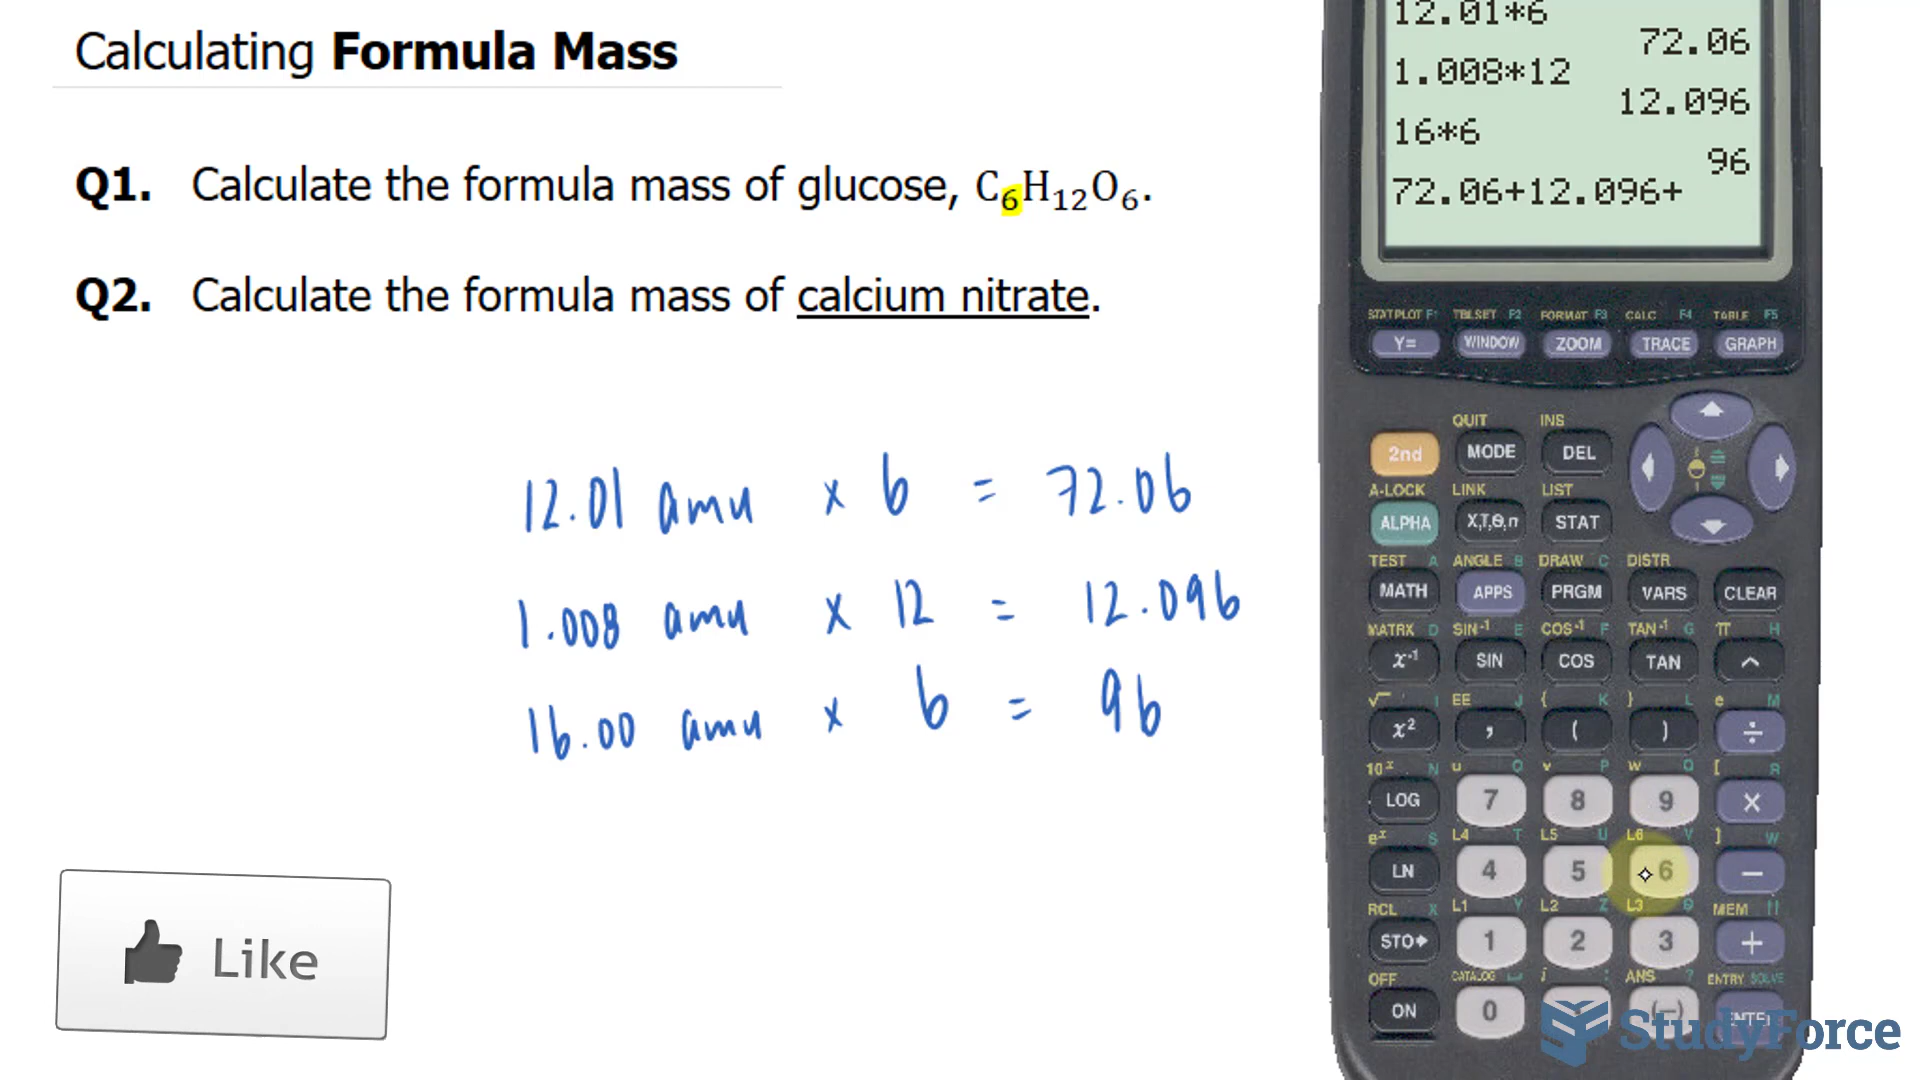 Calculating Formula Mass
Q1. Calculate the formula mass of glucose, C₆H₁₂O₆.
Q2. Calculate the formula mass of calcium nitrate.
12.01 amu x 6 = 72.06
1.008 amu x 12 = 12.096
16.00 amu x 6 = 96
Like
12.01*6
72.06
1.008*12
12.096
16*6
96
72.06+12.096+
STAT PLOT F1 TBLSET F2 FORMAT F3 CALC F4 TABLE F5
Y= WINDOW ZOOM TRACE GRAPH
QUIT INS
2nd MODE DEL
A-LOCK LINK LIST
ALPHA X,T,θ,n STAT
TEST A ANGLE B DRAW C DISTR
MATH APPS PRGM VARS CLEAR
MATRX D SIN⁻¹ E COS⁻¹ F TAN⁻¹ G π H
x⁻¹ SIN COS TAN ^
√ I EE J { K } L e M
x² , ( ) ÷
10ˣ N u O v P w Q [ R
LOG 7 8 9 ×
eˣ S L4 T L5 U L6 V ] W
LN 4 5 6 −
RCL X L1 Y L2 Z L3 θ MEM "
STO▸ 1 2 3 +
OFF CATALOG i : ANS ? ENTRY SOLVE
ON 0 (−) ENTER
StudyForce